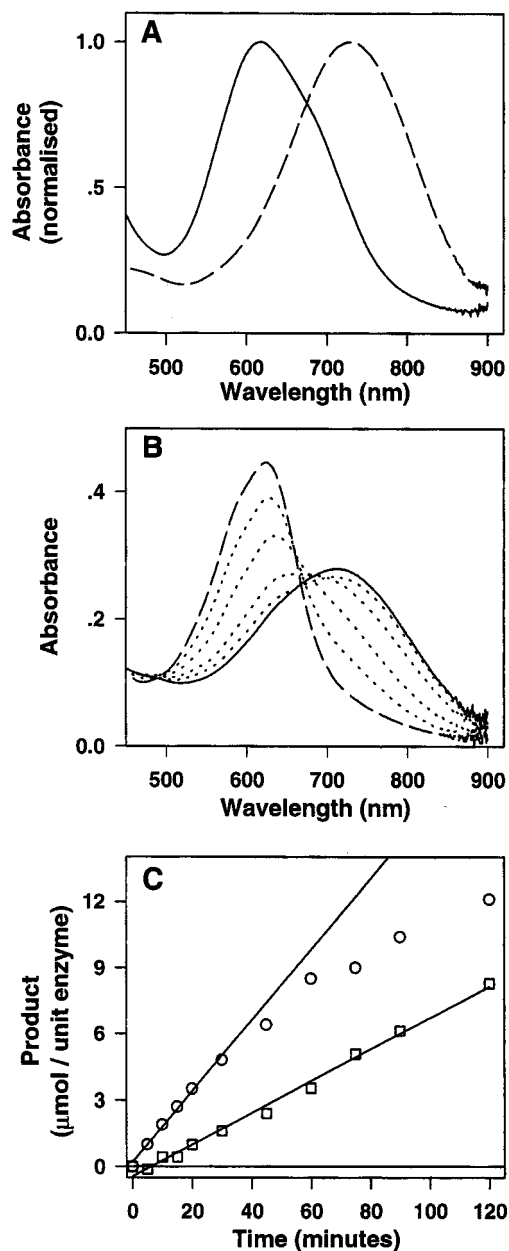 A
1.0
.5
0.0
Absorbance
(normalised)
500 600 700 800 900
Wavelength (nm)
B
.4
.2
0.0
Absorbance
500 600 700 800 900
Wavelength (nm)
C
12
9
6
3
0
Product
(μmol / unit enzyme)
0 20 40 60 80 100 120
Time (minutes)